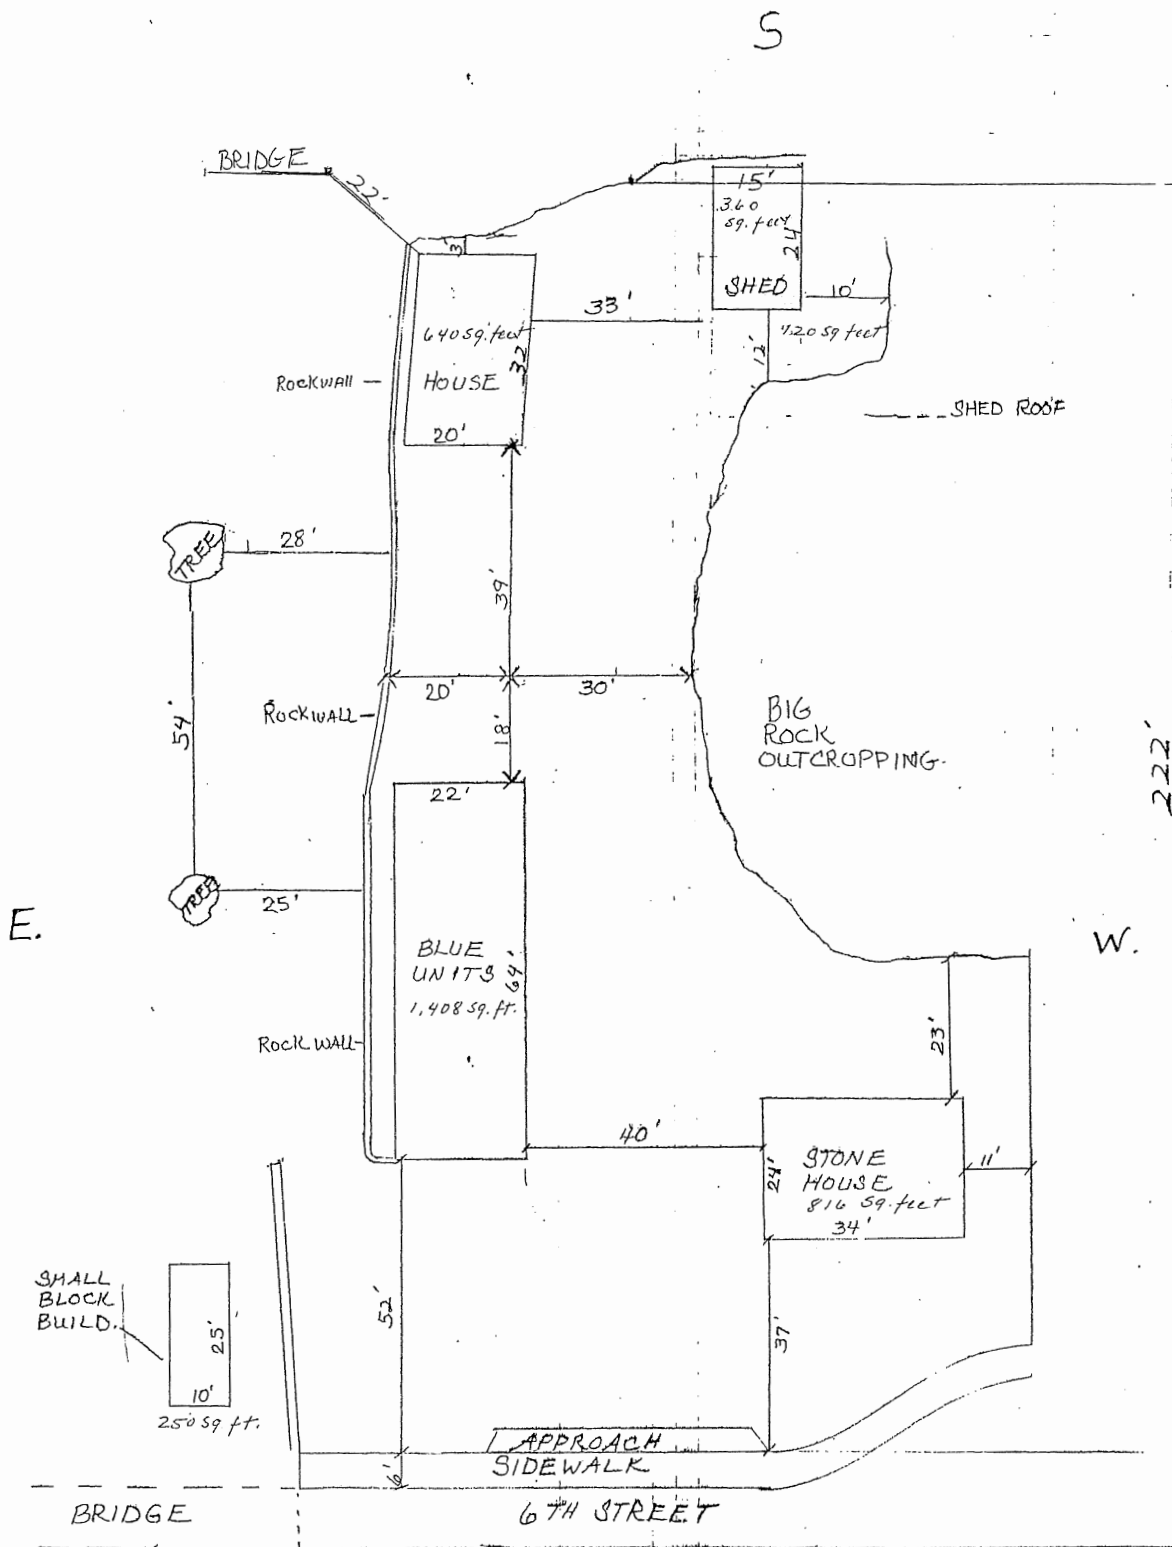 S
BRIDGE
22'
15'
360
sq. feet
24'
SHED
3'
33'
10'
640 sq. feet
32
HOUSE
20'
12'
720 sq feet
ROCKWALL
SHED ROOF
TREE
28'
39'
54'
20'
30'
ROCKWALL
18'
BIG
ROCK
OUTCROPPING.
222'
22'
TREE
25'
E.
W.
BLUE
UNITS
64'
1,408 sq. ft.
ROCK WALL
23'
40'
STONE
HOUSE
816 sq. feet
34'
24'
11'
SMALL
BLOCK
BUILD.
25'
10'
250 sq ft.
52'
37'
APPROACH
SIDEWALK
6'
BRIDGE
6TH STREET